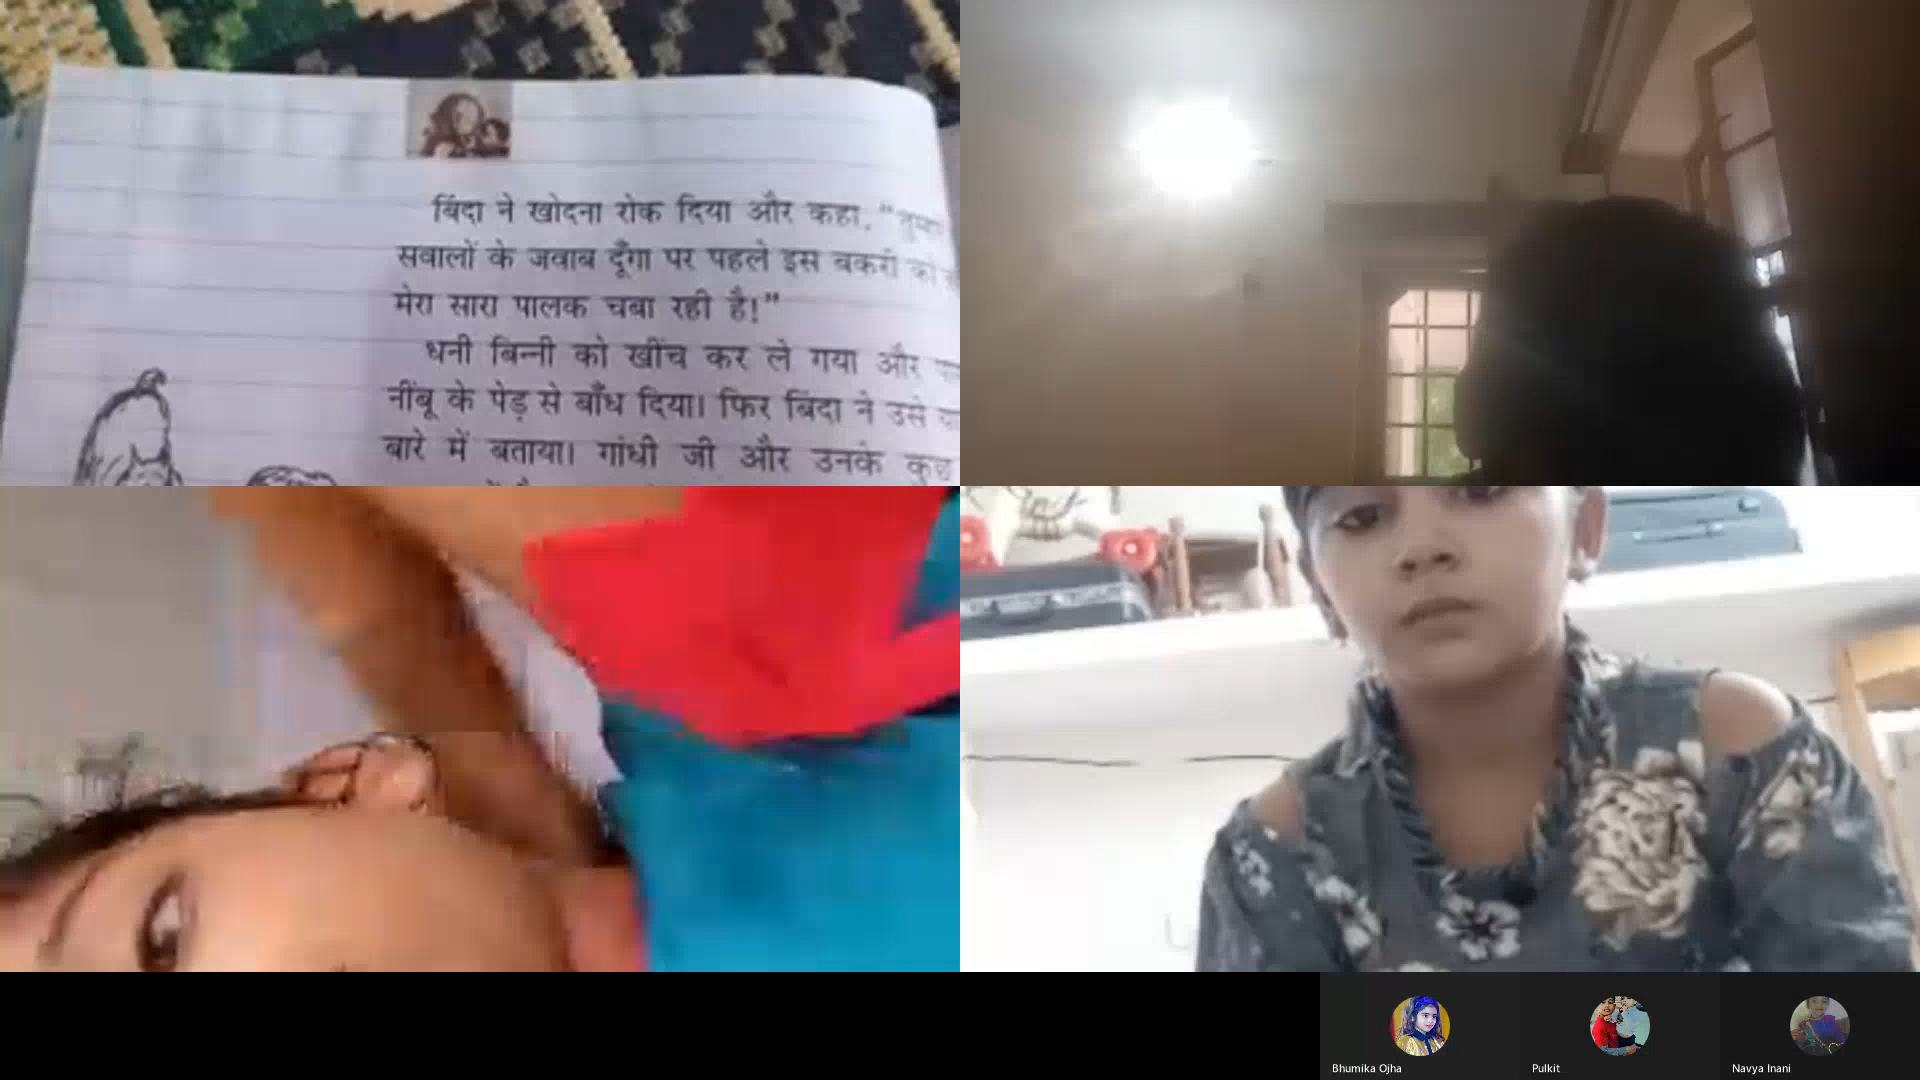 बिंदा ने खोदना रोक दिया और कहा, "
सवालों के जवाब दूँगा पर पहले इस बकरी को
मेरा सारा पालक चबा रही है!"
धनी बिन्नी को खींच कर ले गया और
नींबू के पेड़ से बाँध दिया। फिर बिंदा ने उसे
बारे में बताया। गांधी जी और उनके कुछ
Bhumika Ojha
Pulkit
Navya Inani